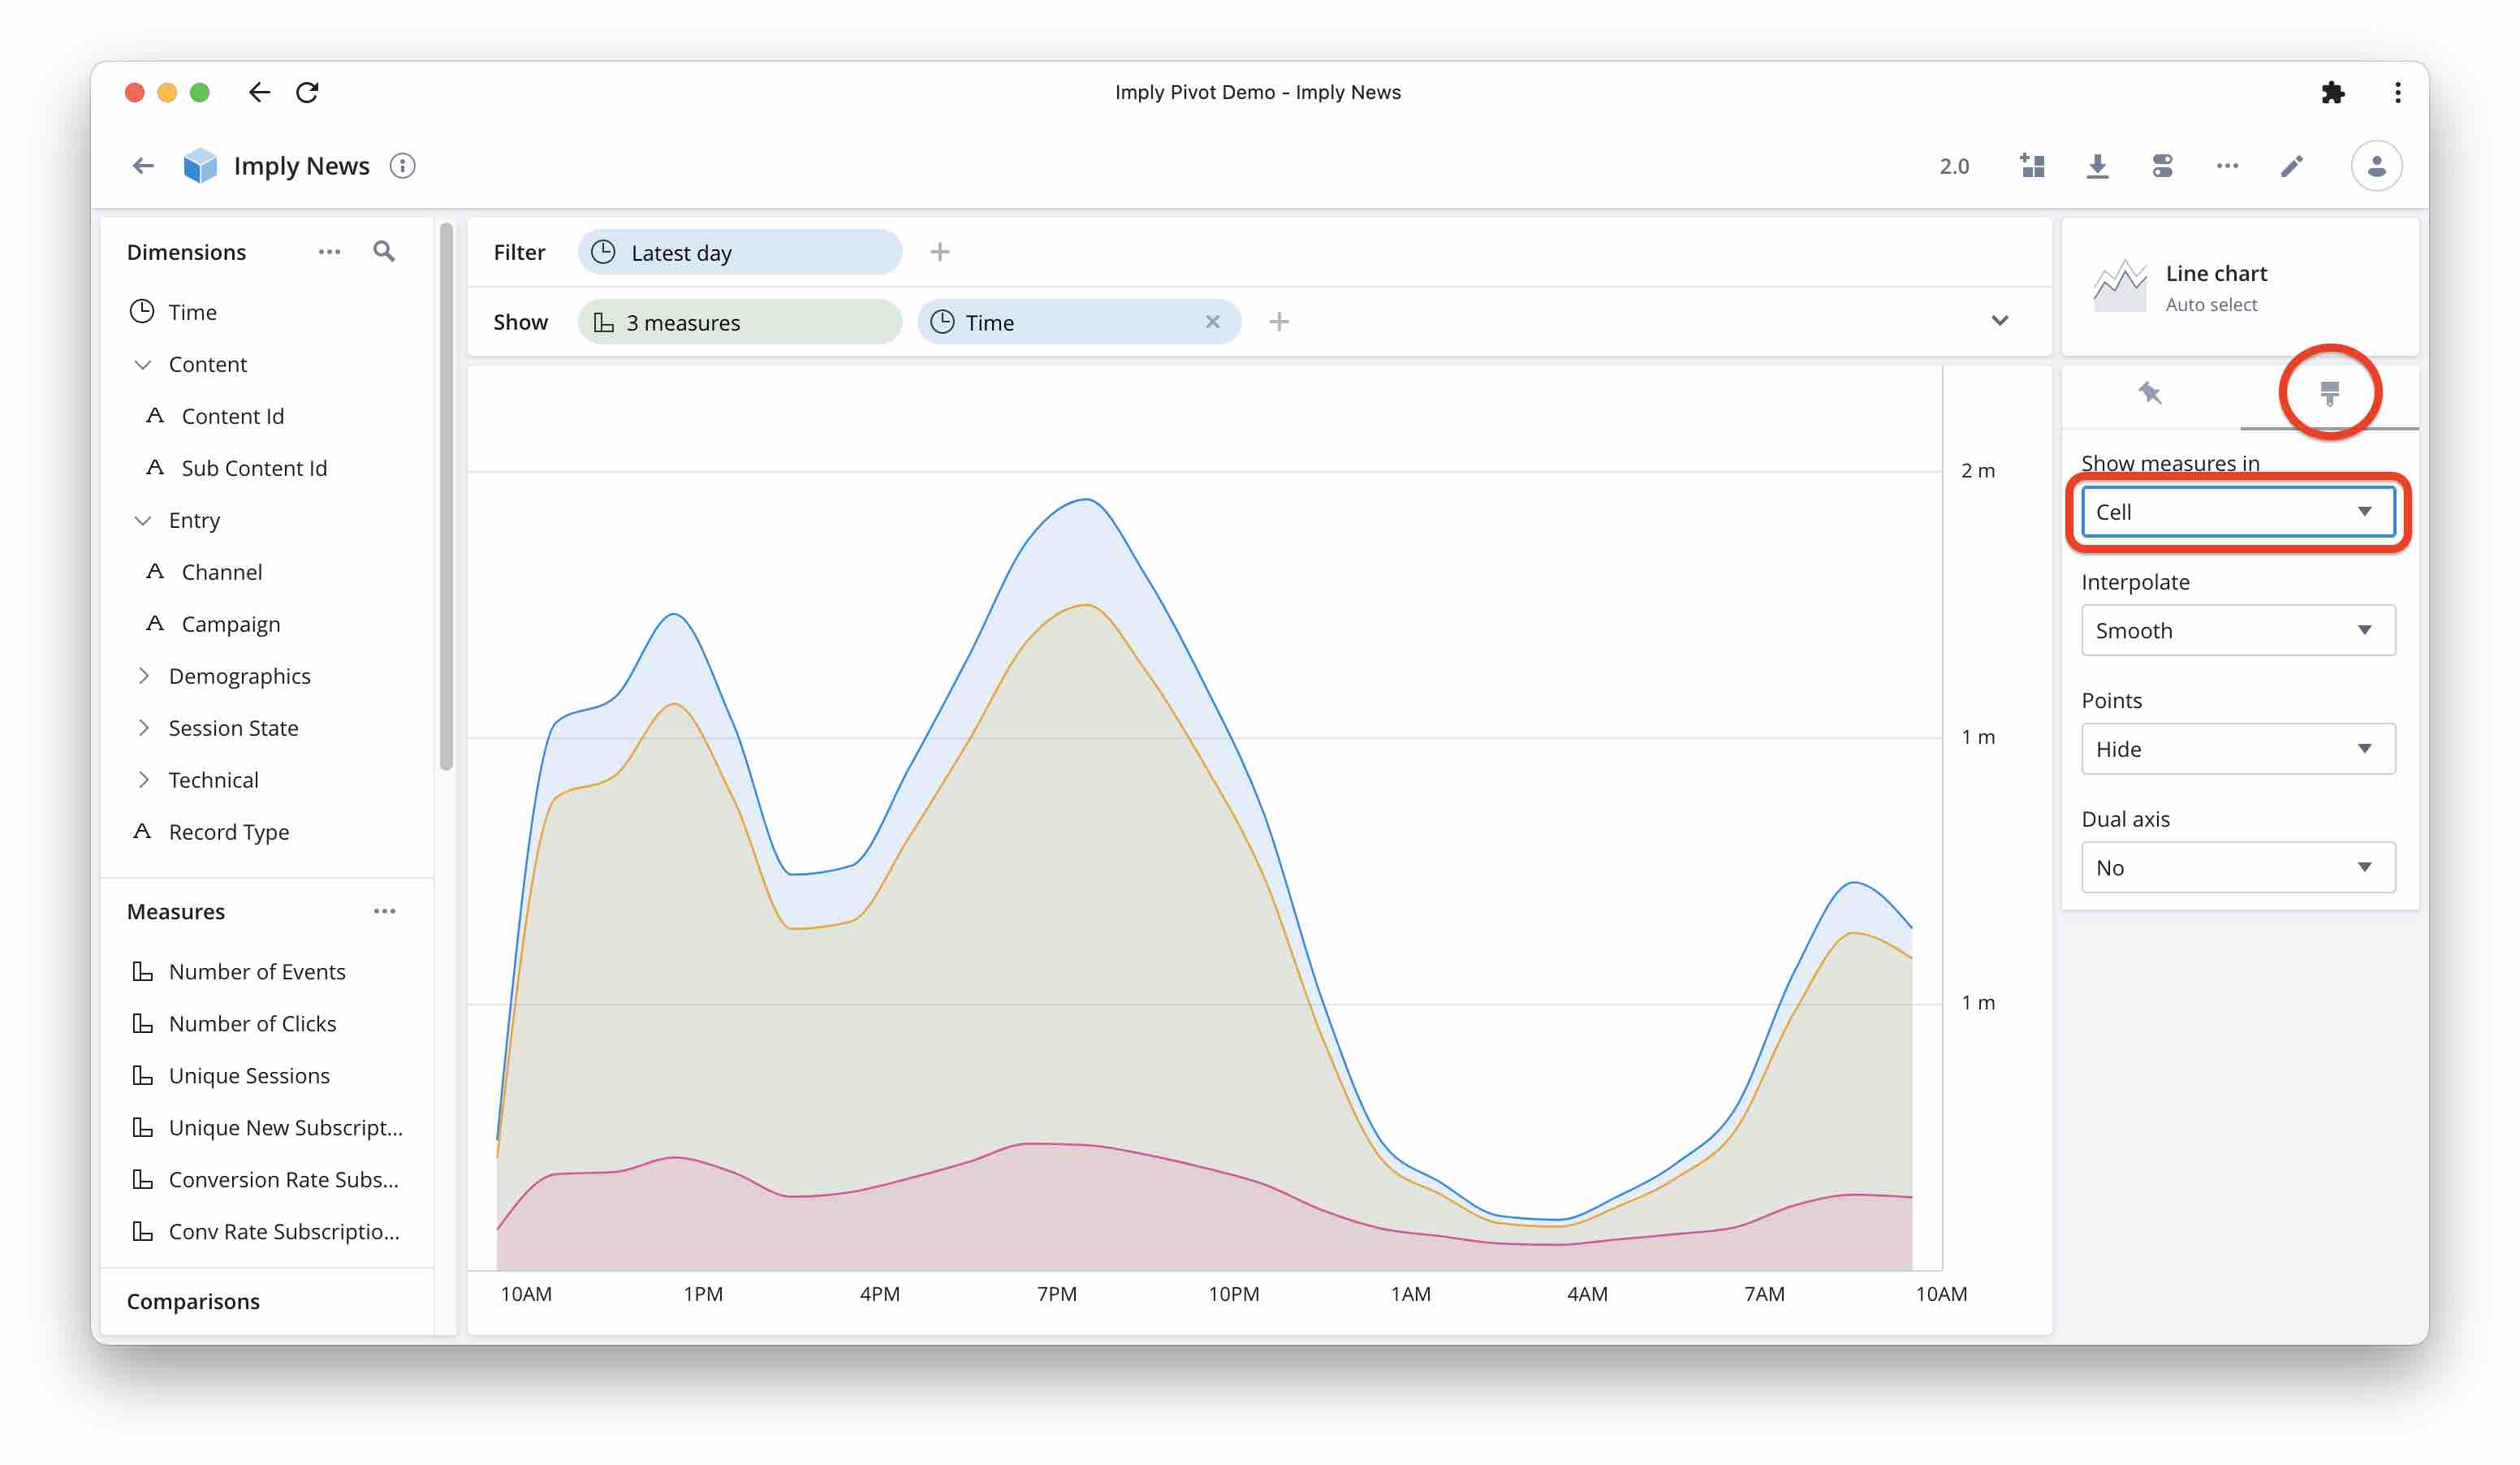 Imply Pivot Demo - Imply News
Imply News
2.0
Dimensions
Time
Content
A Content Id
A Sub Content Id
Entry
A Channel
A Campaign
Demographics
Session State
Technical
A Record Type
Measures
Number of Events
Number of Clicks
Unique Sessions
Unique New Subscript...
Conversion Rate Subs...
Conv Rate Subscriptio...
Comparisons
Filter
Latest day
Show
3 measures
Time
2 m
1 m
1 m
10AM 1PM 4PM 7PM 10PM 1AM 4AM 7AM 10AM
Line chart
Auto select
Show measures in
Cell
Interpolate
Smooth
Points
Hide
Dual axis
No